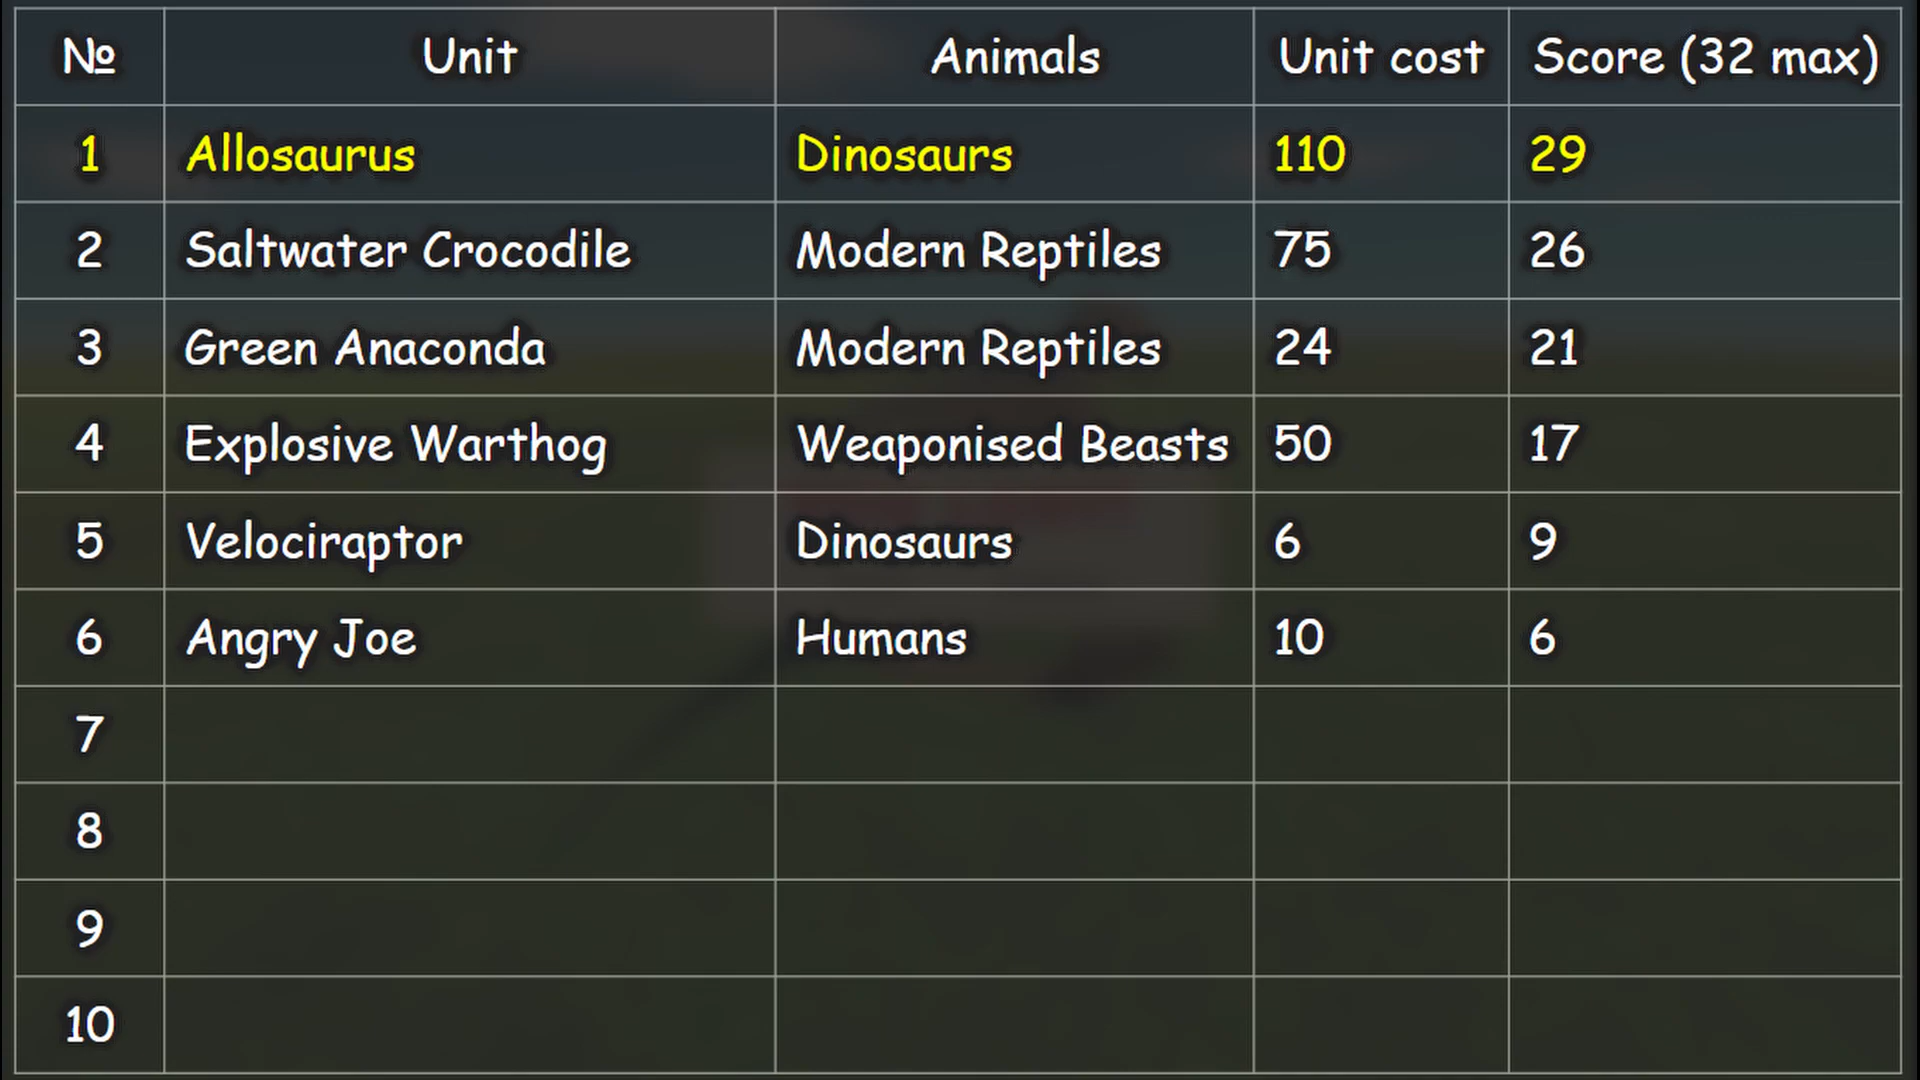 № Unit Animals Unit cost Score (32 max)
1 Allosaurus Dinosaurs 110 29
2 Saltwater Crocodile Modern Reptiles 75 26
3 Green Anaconda Modern Reptiles 24 21
4 Explosive Warthog Weaponised Beasts 50 17
5 Velociraptor Dinosaurs 6 9
6 Angry Joe Humans 10 6
7
8
9
10